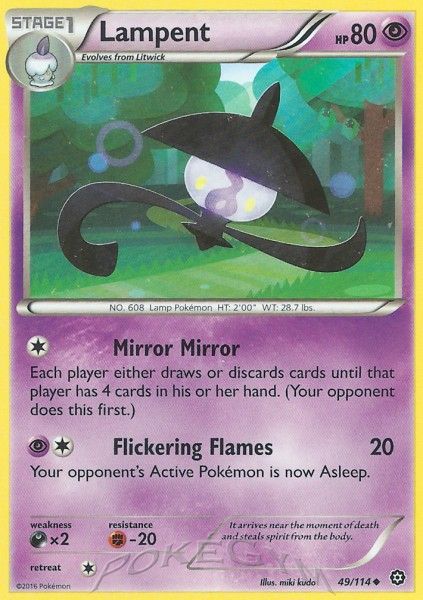 STAGE1
Lampent
HP80
Evolves from Litwick
NO. 608 Lamp Pokémon HT: 2'00" WT: 28.7 lbs.
Mirror Mirror
Each player either draws or discards cards until that
player has 4 cards in his or her hand. (Your opponent
does this first.)
Flickering Flames 20
Your opponent's Active Pokémon is now Asleep.
weakness
×2
resistance
-20
It arrives near the moment of death
and steals spirit from the body.
retreat
POKÉGYM
©2016 Pokémon
Illus. miki kudo
49/114